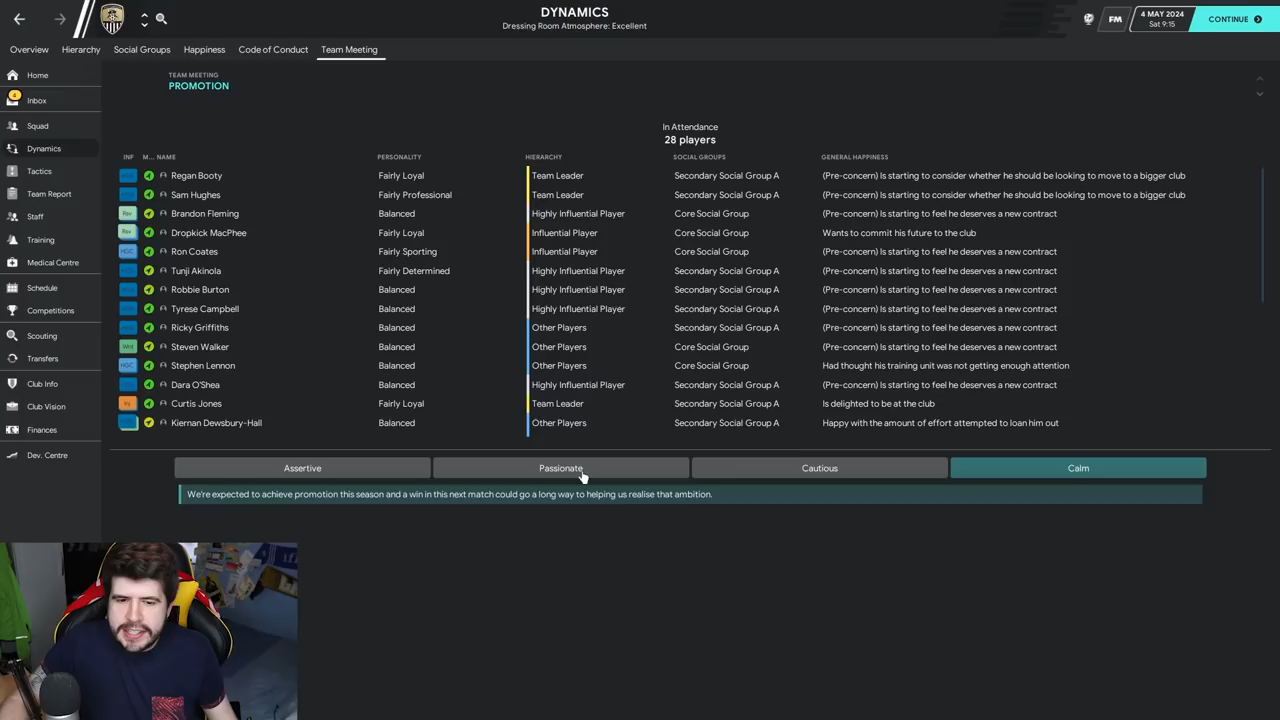 DYNAMICS
Dressing Room Atmosphere: Excellent
FM
4 MAY 2024
Sat 9:15
CONTINUE
Overview Hierarchy Social Groups Happiness Code of Conduct Team Meeting
Home
4
Inbox
Squad
Dynamics
Tactics
Team Report
Staff
Training
Medical Centre
Schedule
Competitions
Scouting
Transfers
Club Info
Club Vision
Finances
Dev. Centre
TEAM MEETING
PROMOTION
In Attendance
28 players
INF M... NAME PERSONALITY HIERARCHY SOCIAL GROUPS GENERAL HAPPINESS
Regan Booty Fairly Loyal Team Leader Secondary Social Group A (Pre-concern) Is starting to consider whether he should be looking to move to a bigger club
Sam Hughes Fairly Professional Team Leader Secondary Social Group A (Pre-concern) Is starting to consider whether he should be looking to move to a bigger club
Rsv Brandon Fleming Balanced Highly Influential Player Core Social Group (Pre-concern) Is starting to feel he deserves a new contract
Rsv Dropkick MacPhee Fairly Loyal Influential Player Core Social Group Wants to commit his future to the club
HGC Ron Coates Fairly Sporting Influential Player Core Social Group (Pre-concern) Is starting to feel he deserves a new contract
Tunji Akinola Fairly Determined Highly Influential Player Secondary Social Group A (Pre-concern) Is starting to feel he deserves a new contract
Robbie Burton Balanced Highly Influential Player Secondary Social Group A (Pre-concern) Is starting to feel he deserves a new contract
Tyrese Campbell Balanced Highly Influential Player Secondary Social Group A (Pre-concern) Is starting to feel he deserves a new contract
Ricky Griffiths Balanced Other Players Secondary Social Group A (Pre-concern) Is starting to feel he deserves a new contract
Wnt Steven Walker Balanced Other Players Core Social Group (Pre-concern) Is starting to feel he deserves a new contract
HGC Stephen Lennon Balanced Other Players Core Social Group Had thought his training unit was not getting enough attention
Dara O'Shea Balanced Highly Influential Player Secondary Social Group A (Pre-concern) Is starting to feel he deserves a new contract
Curtis Jones Fairly Loyal Team Leader Secondary Social Group A Is delighted to be at the club
Kiernan Dewsbury-Hall Balanced Other Players Secondary Social Group A Happy with the amount of effort attempted to loan him out
Assertive Passionate Cautious Calm
We're expected to achieve promotion this season and a win in this next match could go a long way to helping us realise that ambition.